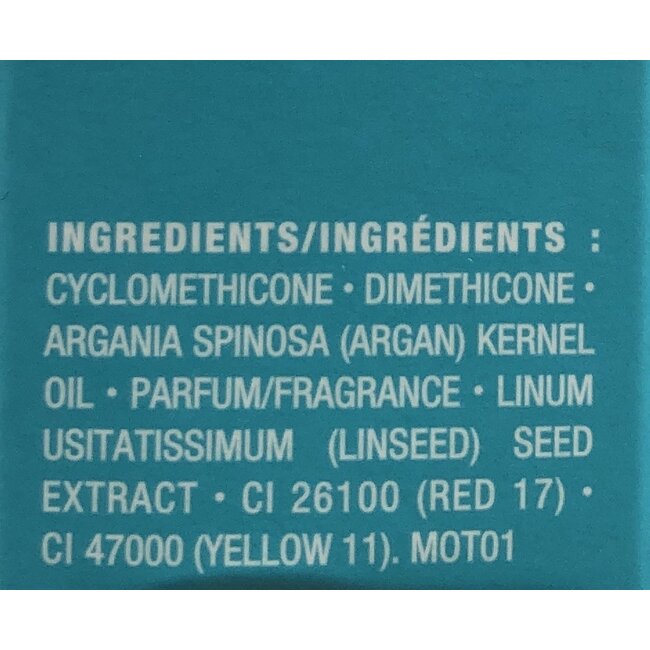 INGREDIENTS/INGRÉDIENTS :
CYCLOMETHICONE • DIMETHICONE •
ARGANIA SPINOSA (ARGAN) KERNEL
OIL • PARFUM/FRAGRANCE • LINUM
USITATISSIMUM (LINSEED) SEED
EXTRACT • CI 26100 (RED 17) •
CI 47000 (YELLOW 11). MOT01